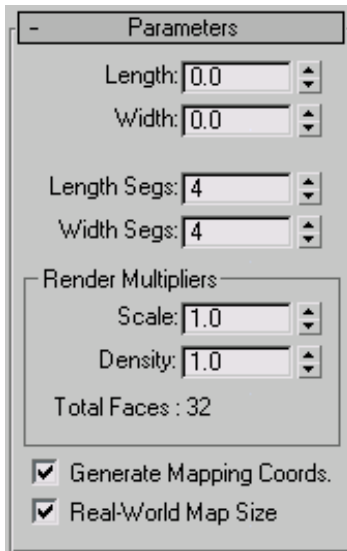 - Parameters
Length: 0.0
Width: 0.0
Length Segs: 4
Width Segs: 4
Render Multipliers
Scale: 1.0
Density: 1.0
Total Faces : 32
Generate Mapping Coords.
Real-World Map Size